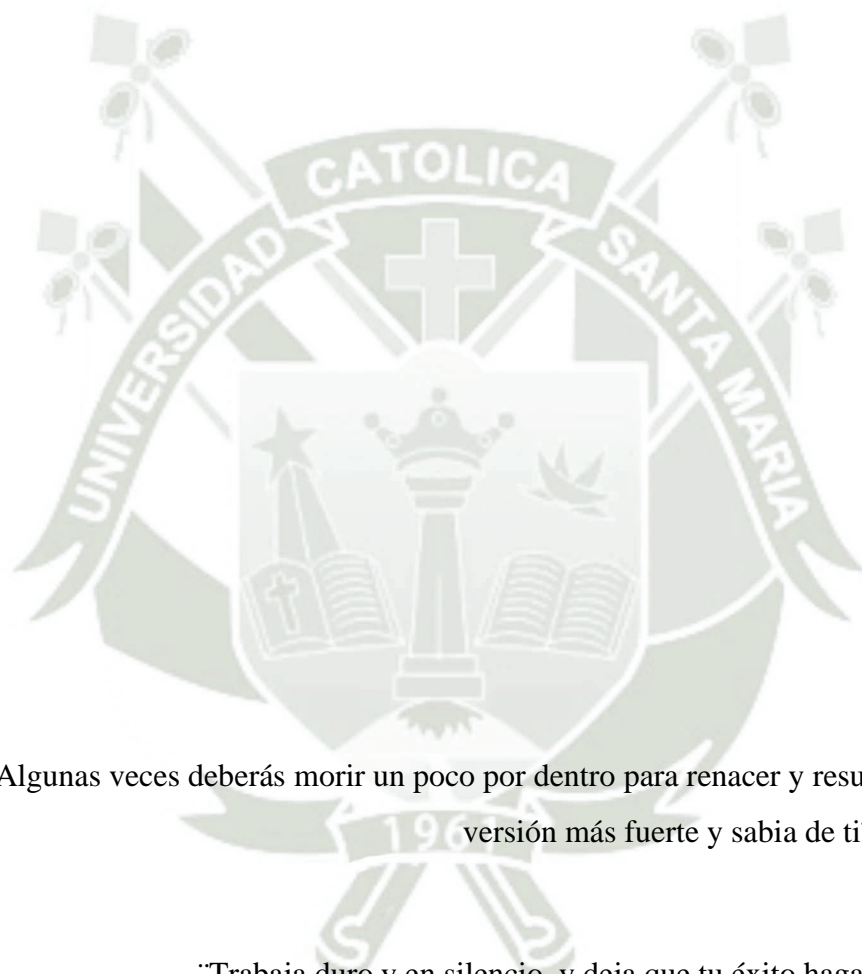 UNIVERSIDAD CATOLICA SANTA MARIA
Algunas veces deberás morir un poco por dentro para renacer y resu
versión más fuerte y sabia de ti¨
1961
¨Trabaja duro y en silencio, y deja que tu éxito haga